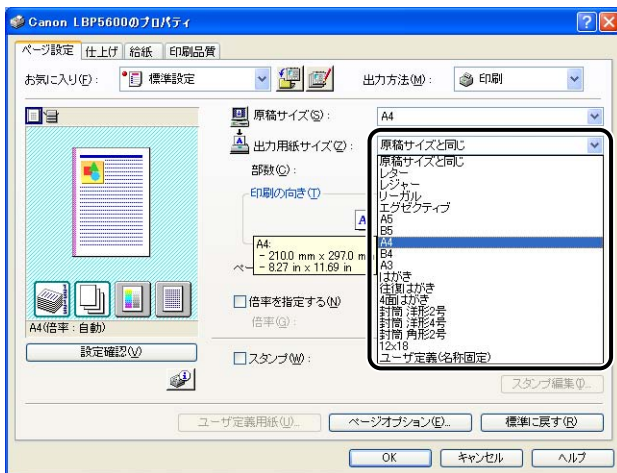 Canon LBP5600のプロパティ
ページ設定 仕上げ 給紙 印刷品質
お気に入り(F): 標準設定 出力方法(M): 印刷
原稿サイズ(S): A4
出力用紙サイズ(Z): 原稿サイズと同じ
原稿サイズと同じ
レター
レジャー
リーガル
エグゼクティブ
A5
B5
A4
B4
A3
はがき
往復はがき
4面はがき
封筒 洋形2号
封筒 洋形4号
封筒 角形2号
12x18
ユーザ定義(名称固定)
部数(C):
印刷の向き(T)
A
A4:
- 210.0 mm x 297.0 m
- 8.27 in x 11.69 in
ペー
倍率を指定する(N)
倍率(G):
A4(倍率:自動)
設定確認(V)
スタンプ(W):
スタンプ編集(I)...
ユーザ定義用紙(U)... ページオプション(E)... 標準に戻す(R)
OK キャンセル ヘルプ